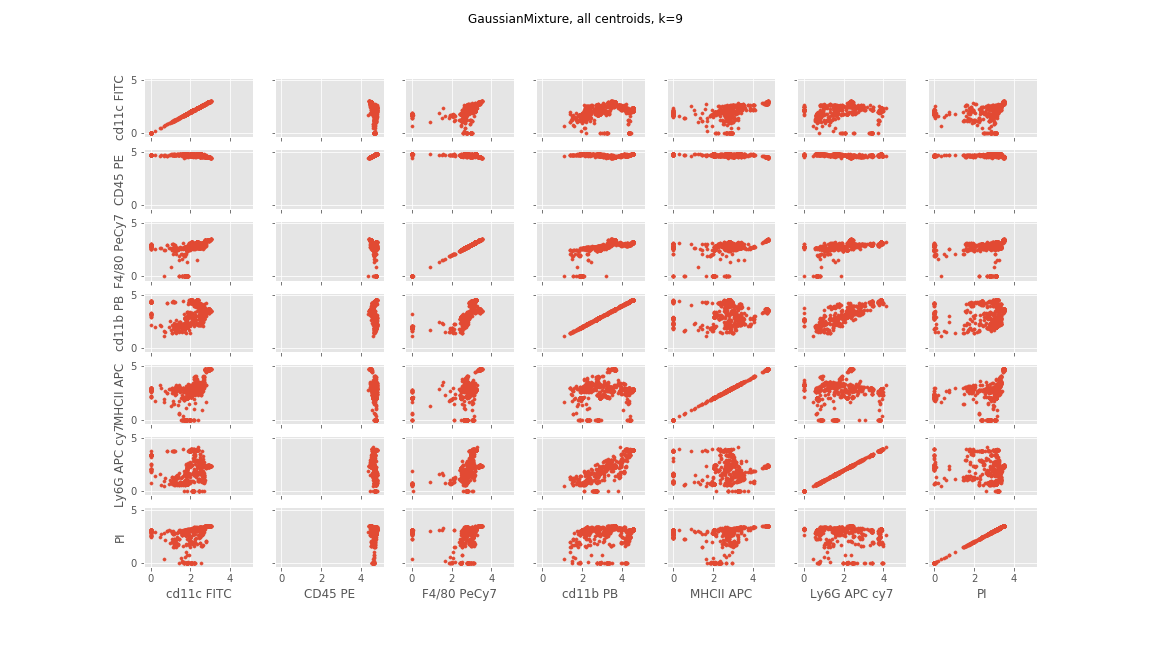 GaussianMixture, all centroids, k=9
cd11c FITC
5
0
CD45 PE
5
0
F4/80 PeCy7
5
0
cd11b PB
5
0
MHCII APC
5
0
Ly6G APC cy7
5
0
PI
5
0
0 2 4 0 2 4 0 2 4 0 2 4 0 2 4 0 2 4 0 2 4
cd11c FITC CD45 PE F4/80 PeCy7 cd11b PB MHCII APC Ly6G APC cy7 PI